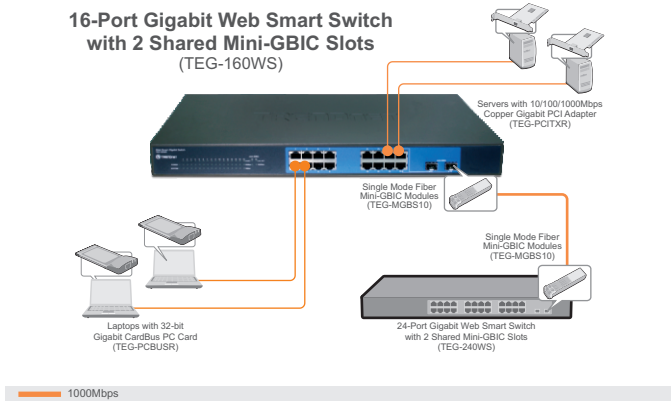 16-Port Gigabit Web Smart Switch
with 2 Shared Mini-GBIC Slots
(TEG-160WS)
Servers with 10/100/1000Mbps
Copper Gigabit PCI Adapter
(TEG-PCITXR)
Single Mode Fiber
Mini-GBIC Modules
(TEG-MGBS10)
Single Mode Fiber
Mini-GBIC Modules
(TEG-MGBS10)
Laptops with 32-bit
Gigabit CardBus PC Card
(TEG-PCBUSR)
24-Port Gigabit Web Smart Switch
with 2 Shared Mini-GBIC Slots
(TEG-240WS)
1000Mbps